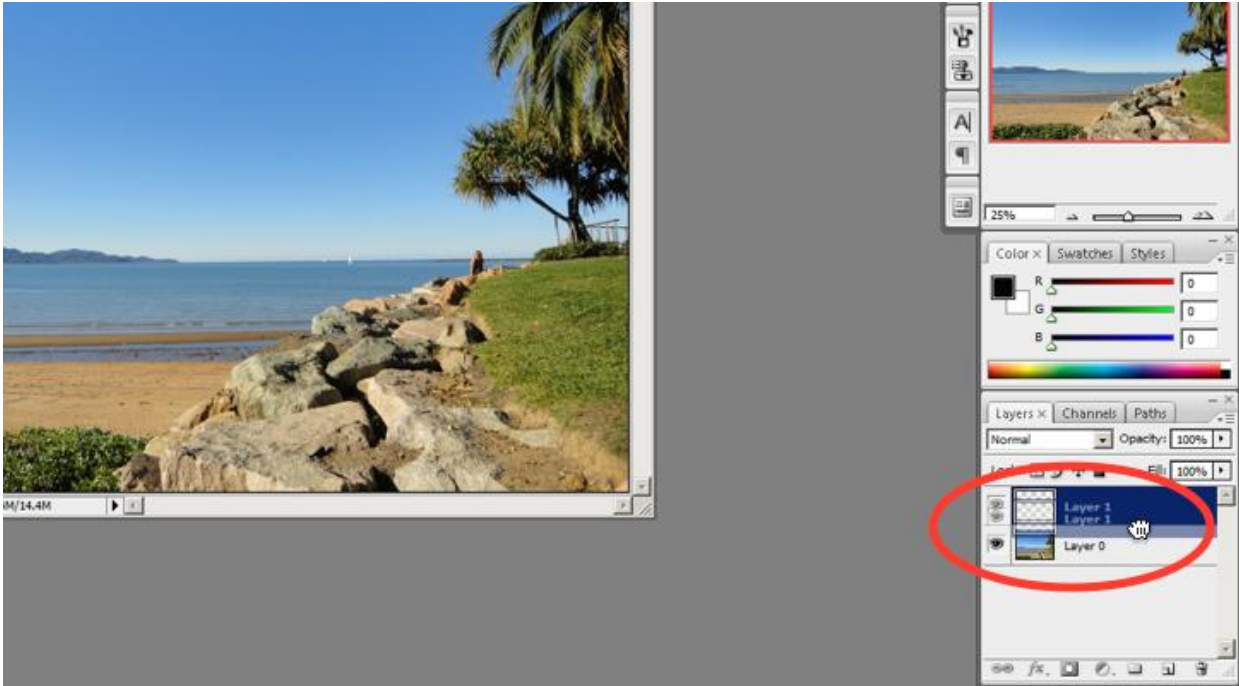 A
¶
25%
Color × Swatches Styles
R 0
G 0
B 0
Layers × Channels Paths
Normal Opacity: 100%
Fill: 100%
M/14.4M
Layer 1
Layer 1
Layer 0
fx.